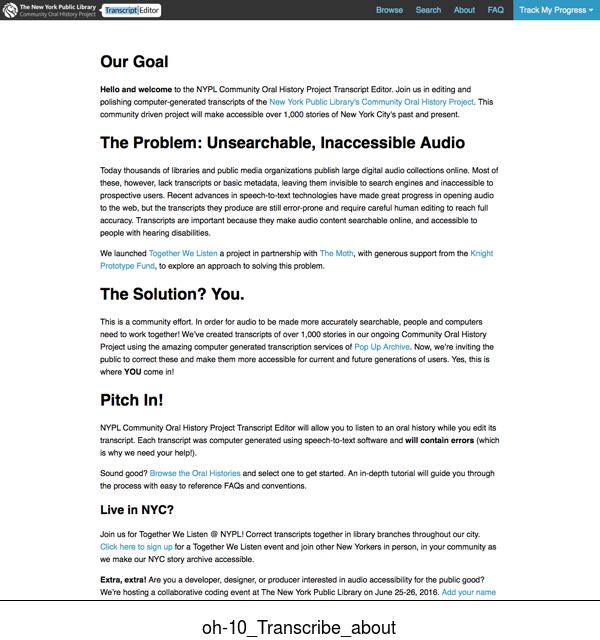 The New York Public Library
Community Oral History Project
Transcript Editor
Browse Search About FAQ Track My Progress
Our Goal
Hello and welcome to the NYPL Community Oral History Project Transcript Editor. Join us in editing and
polishing computer-generated transcripts of the New York Public Library's Community Oral History Project. This
community driven project will make accessible over 1,000 stories of New York City's past and present.
The Problem: Unsearchable, Inaccessible Audio
Today thousands of libraries and public media organizations publish large digital audio collections online. Most of
these, however, lack transcripts or basic metadata, leaving them invisible to search engines and inaccessible to
prospective users. Recent advances in speech-to-text technologies have made great progress in opening audio
to the web, but the transcripts they produce are still error-prone and require careful human editing to reach full
accuracy. Transcripts are important because they make audio content searchable online, and accessible to
people with hearing disabilities.
We launched Together We Listen a project in partnership with The Moth, with generous support from the Knight
Prototype Fund, to explore an approach to solving this problem.
The Solution? You.
This is a community effort. In order for audio to be made more accurately searchable, people and computers
need to work together! We've created transcripts of over 1,000 stories in our ongoing Community Oral History
Project using the amazing computer generated transcription services of Pop Up Archive. Now, we're inviting the
public to correct these and make them more accessible for current and future generations of users. Yes, this is
where YOU come in!
Pitch In!
NYPL Community Oral History Project Transcript Editor will allow you to listen to an oral history while you edit its
transcript. Each transcript was computer generated using speech-to-text software and will contain errors (which
is why we need your help!).
Sound good? Browse the Oral Histories and select one to get started. An in-depth tutorial will guide you through
the process with easy to reference FAQs and conventions.
Live in NYC?
Join us for Together We Listen @ NYPL! Correct transcripts together in library branches throughout our city.
Click here to sign up for a Together We Listen event and join other New Yorkers in person, in your community as
we make our NYC story archive accessible.
Extra, extra! Are you a developer, designer, or producer interested in audio accessibility for the public good?
We're hosting a collaborative coding event at The New York Public Library on June 25-26, 2016. Add your name
oh-10_Transcribe_about